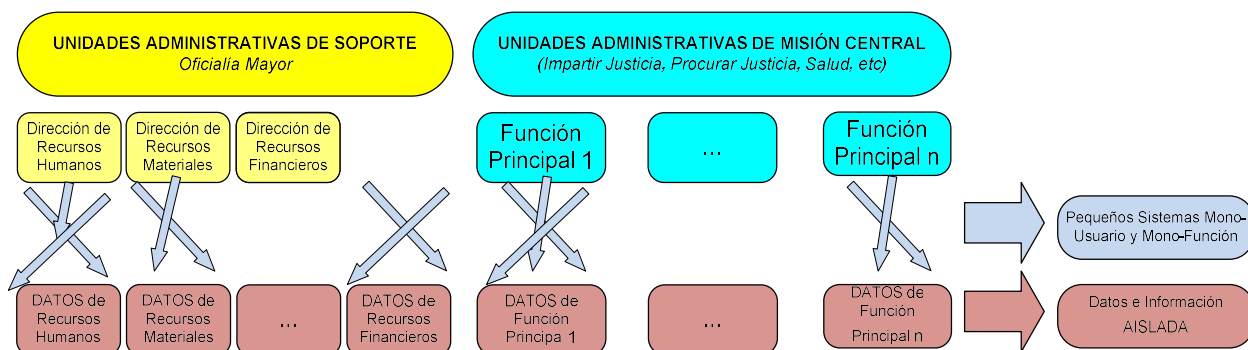 UNIDADES ADMINISTRATIVAS DE SOPORTE
Oficialía Mayor
UNIDADES ADMINISTRATIVAS DE MISIÓN CENTRAL
(Impartir Justicia, Procurar Justicia, Salud, etc)
Dirección de
Recursos
Humanos
Dirección de
Recursos
Materiales
Dirección de
Recursos
Financieros
Función
Principal 1
...
Función
Principal n
Pequeños Sistemas Mono-
Usuario y Mono-Función
DATOS de
Recursos
Humanos
DATOS de
Recursos
Materiales
...
DATOS de
Recursos
Financieros
DATOS de
Función
Principa 1
...
DATOS de
Función
Principal n
Datos e Información
AISLADA